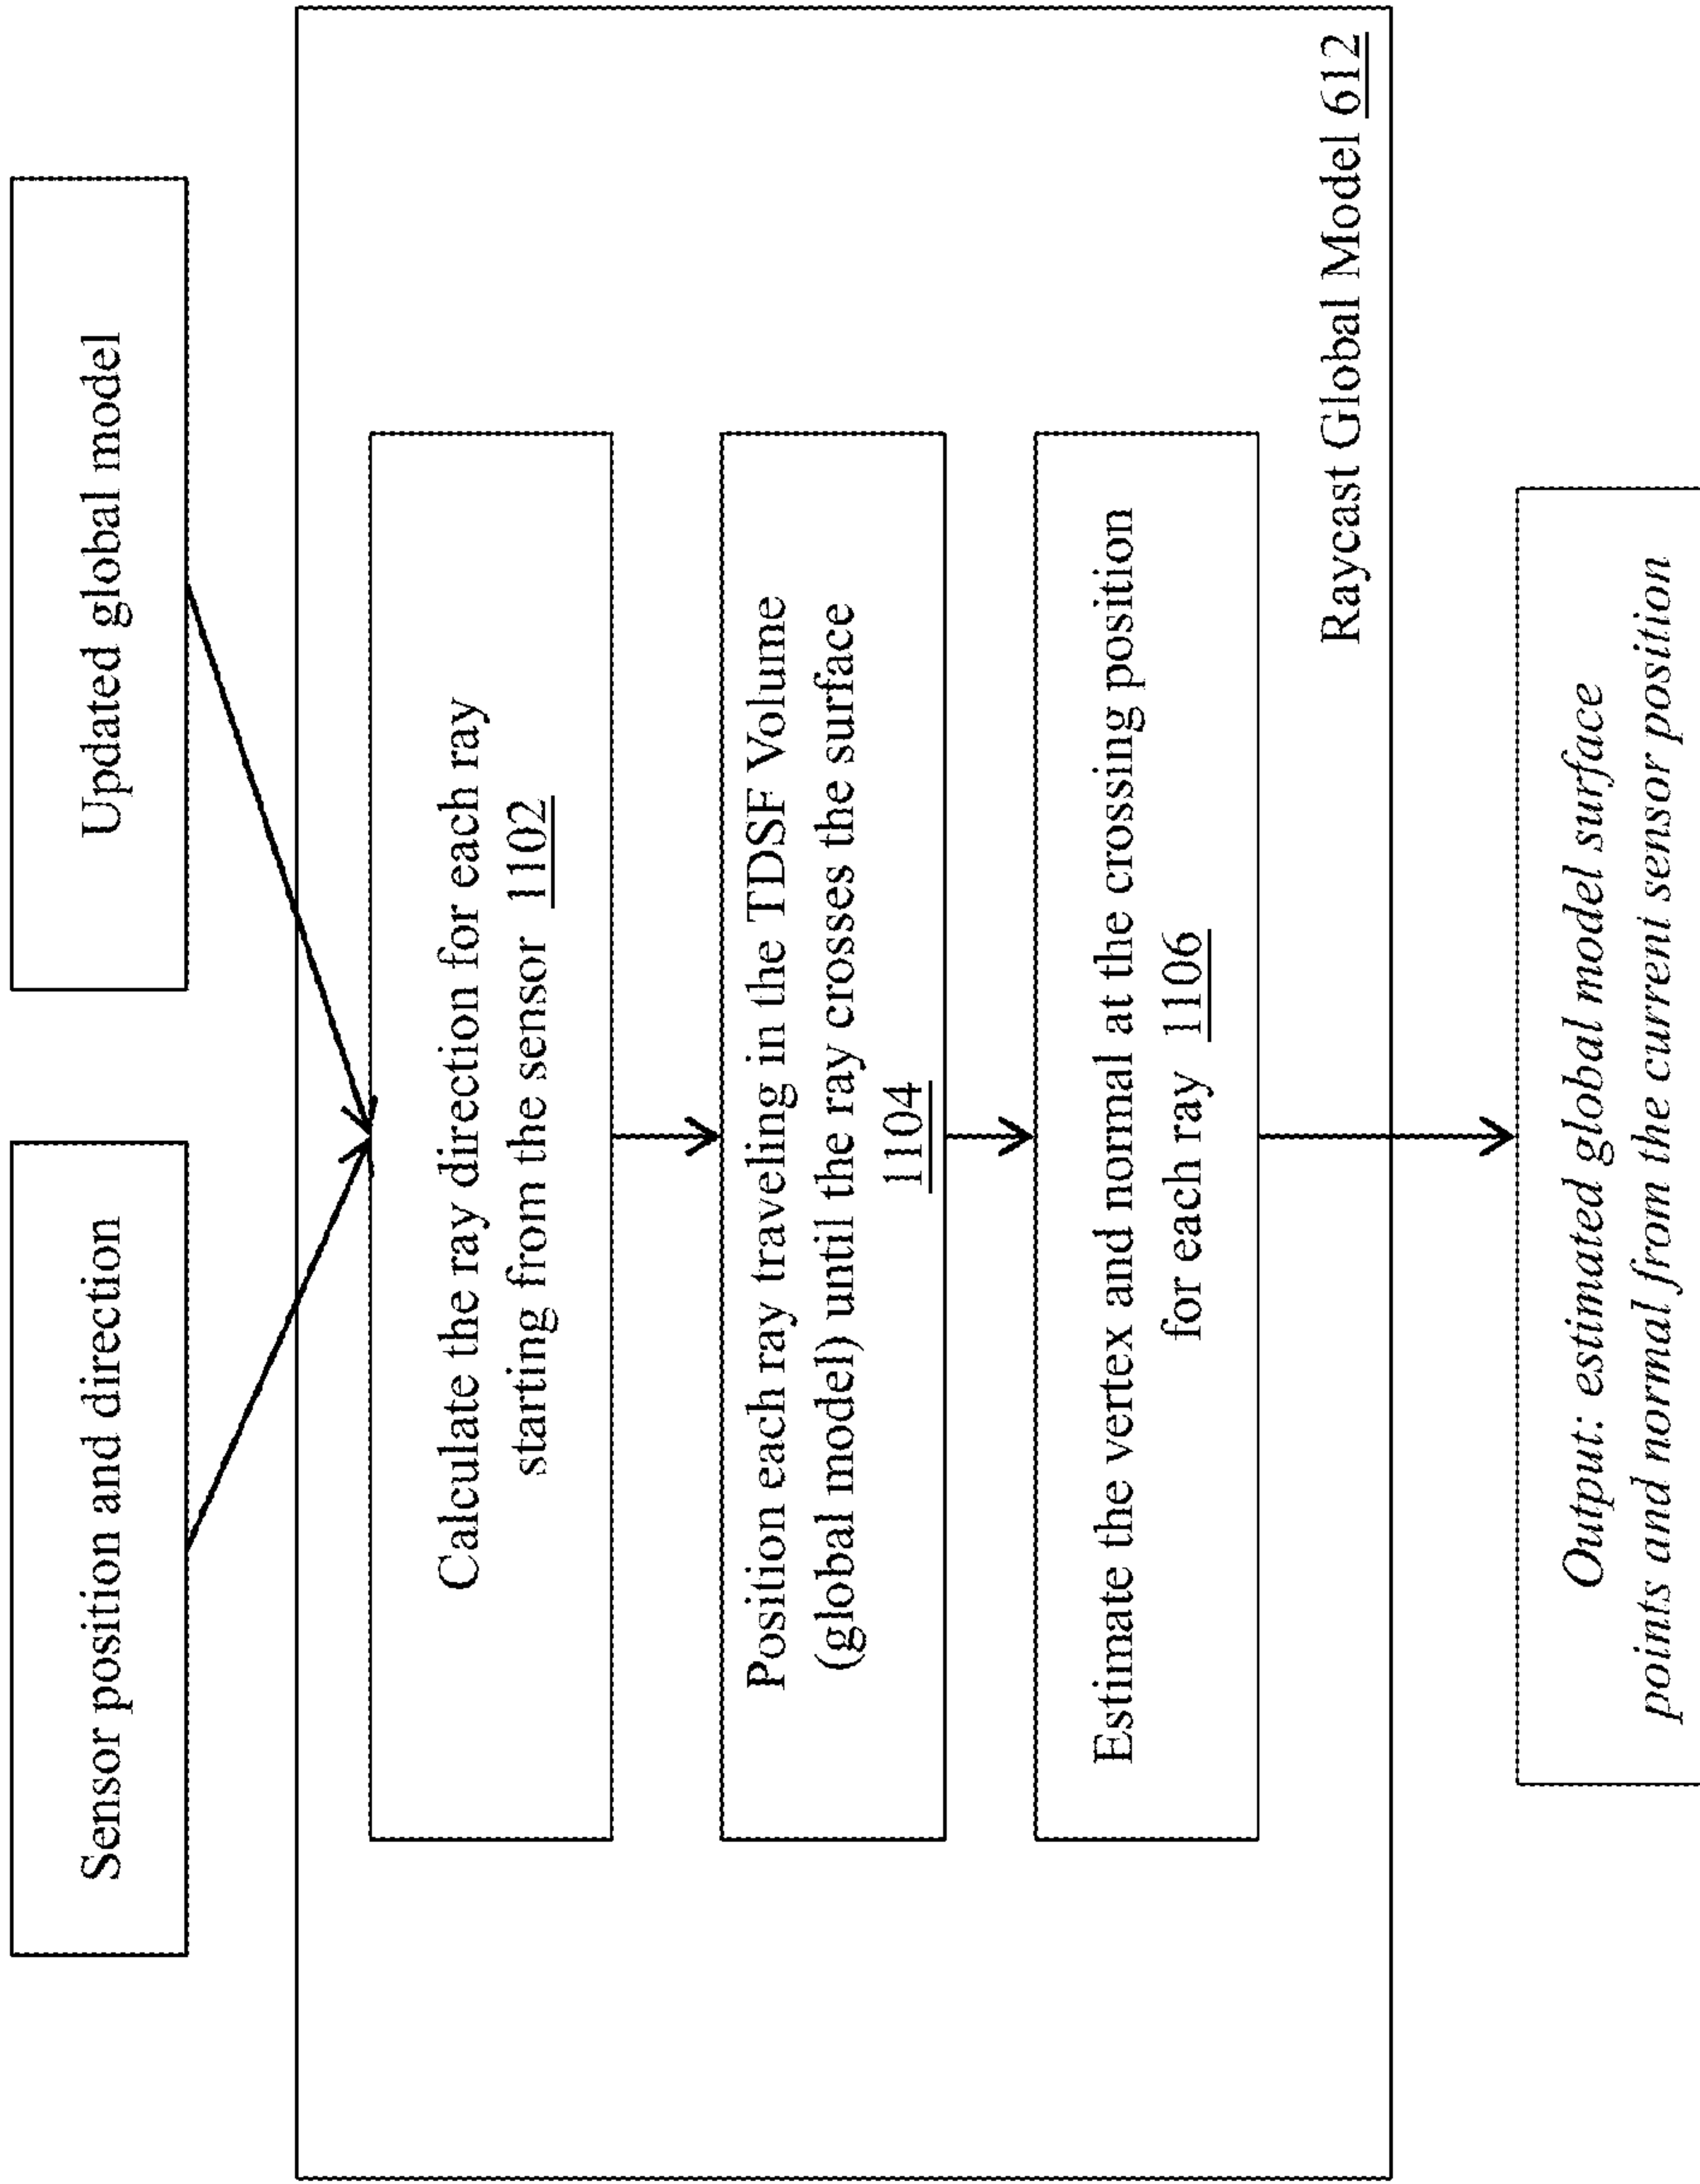 Sensor position and direction
Updated global model
Calculate the ray direction for each ray
starting from the sensor 1102
Position each ray traveling in the TDSF Volume
(global model) until the ray crosses the surface
1104
Estimate the vertex and normal at the crossing position
for each ray 1106
Raycast Global Model 612
Output: estimated global model surface
points and normal from the current sensor position